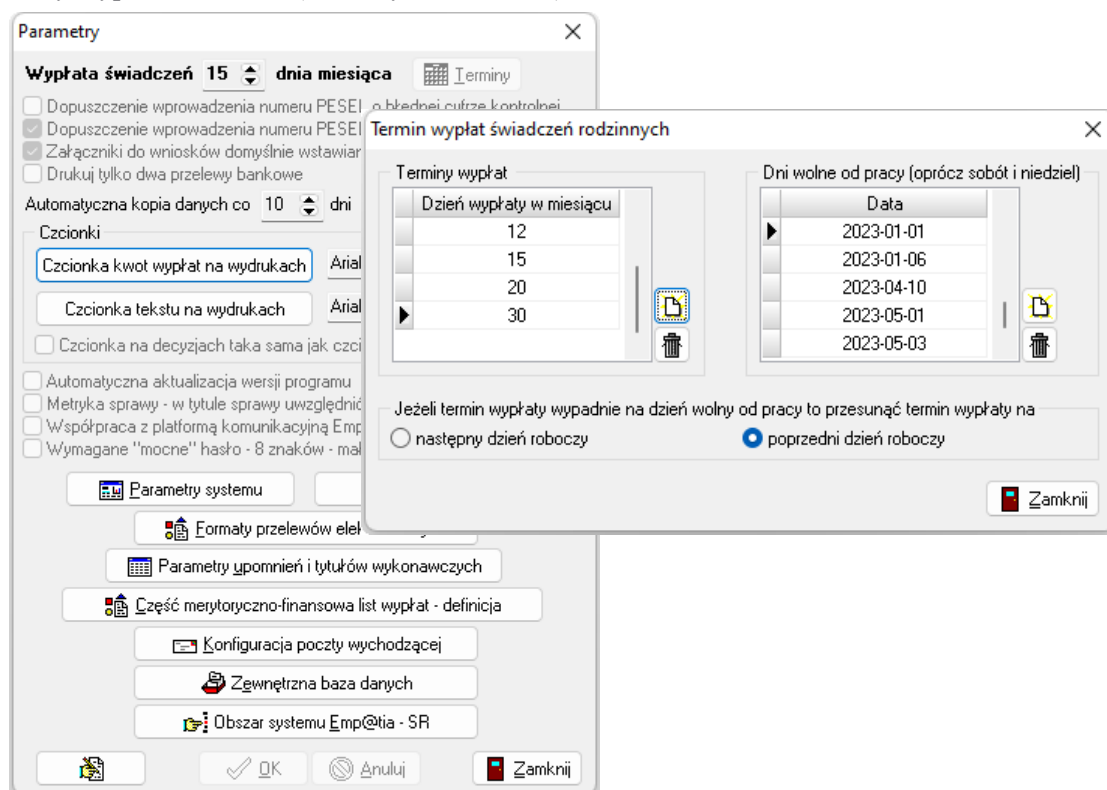 Parametry
Wypłata świadczeń 15 dnia miesiąca Terminy
Dopuszczenie wprowadzenia numeru PESEL o błędnej cyfrze kontrolnej
Dopuszczenie wprowadzenia numeru PESEL
Załączniki do wniosków domyślnie wstawiar
Drukuj tylko dwa przelewy bankowe
Automatyczna kopia danych co 10 dni
Czcionki
Czcionka kwot wypłat na wydrukach Arial
Czcionka tekstu na wydrukach Arial
Czcionka na decyzjach taka sama jak czci
Automatyczna aktualizacja wersji programu
Metryka sprawy - w tytule sprawy uwzględnić
Współpraca z platformą komunikacyjną Emp
Wymagane "mocne" hasło - 8 znaków - mał
Parametry systemu
Formaty przelewów elek
Parametry upomnień i tytułów wykonawczych
Część merytoryczno-finansowa list wypłat - definicja
Konfiguracja poczty wychodzącej
Zewnętrzna baza danych
Obszar systemu Emp@tia - SR
OK Anuluj Zamknij
Termin wypłat świadczeń rodzinnych
Terminy wypłat
Dzień wypłaty w miesiącu
12
15
20
30
Dni wolne od pracy (oprócz sobót i niedziel)
Data
2023-01-01
2023-01-06
2023-04-10
2023-05-01
2023-05-03
Jeżeli termin wypłaty wypadnie na dzień wolny od pracy to przesunąć termin wypłaty na
następny dzień roboczy poprzedni dzień roboczy
Zamknij